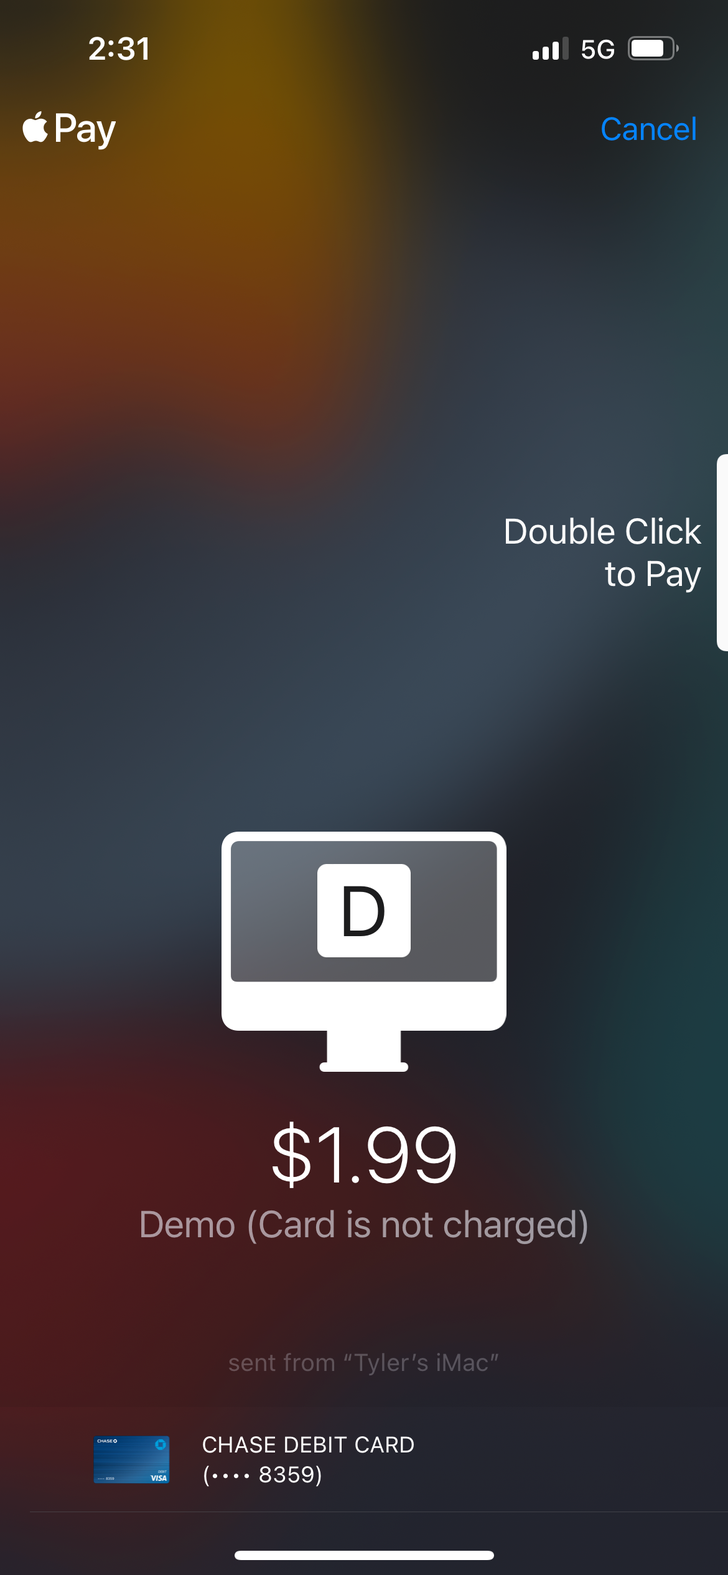 2:31
5G
Pay
Cancel
Double Click
to Pay
D
$1.99
Demo (Card is not charged)
sent from “Tyler’s iMac”
CHASE
VISA
CHASE DEBIT CARD
(•••• 8359)